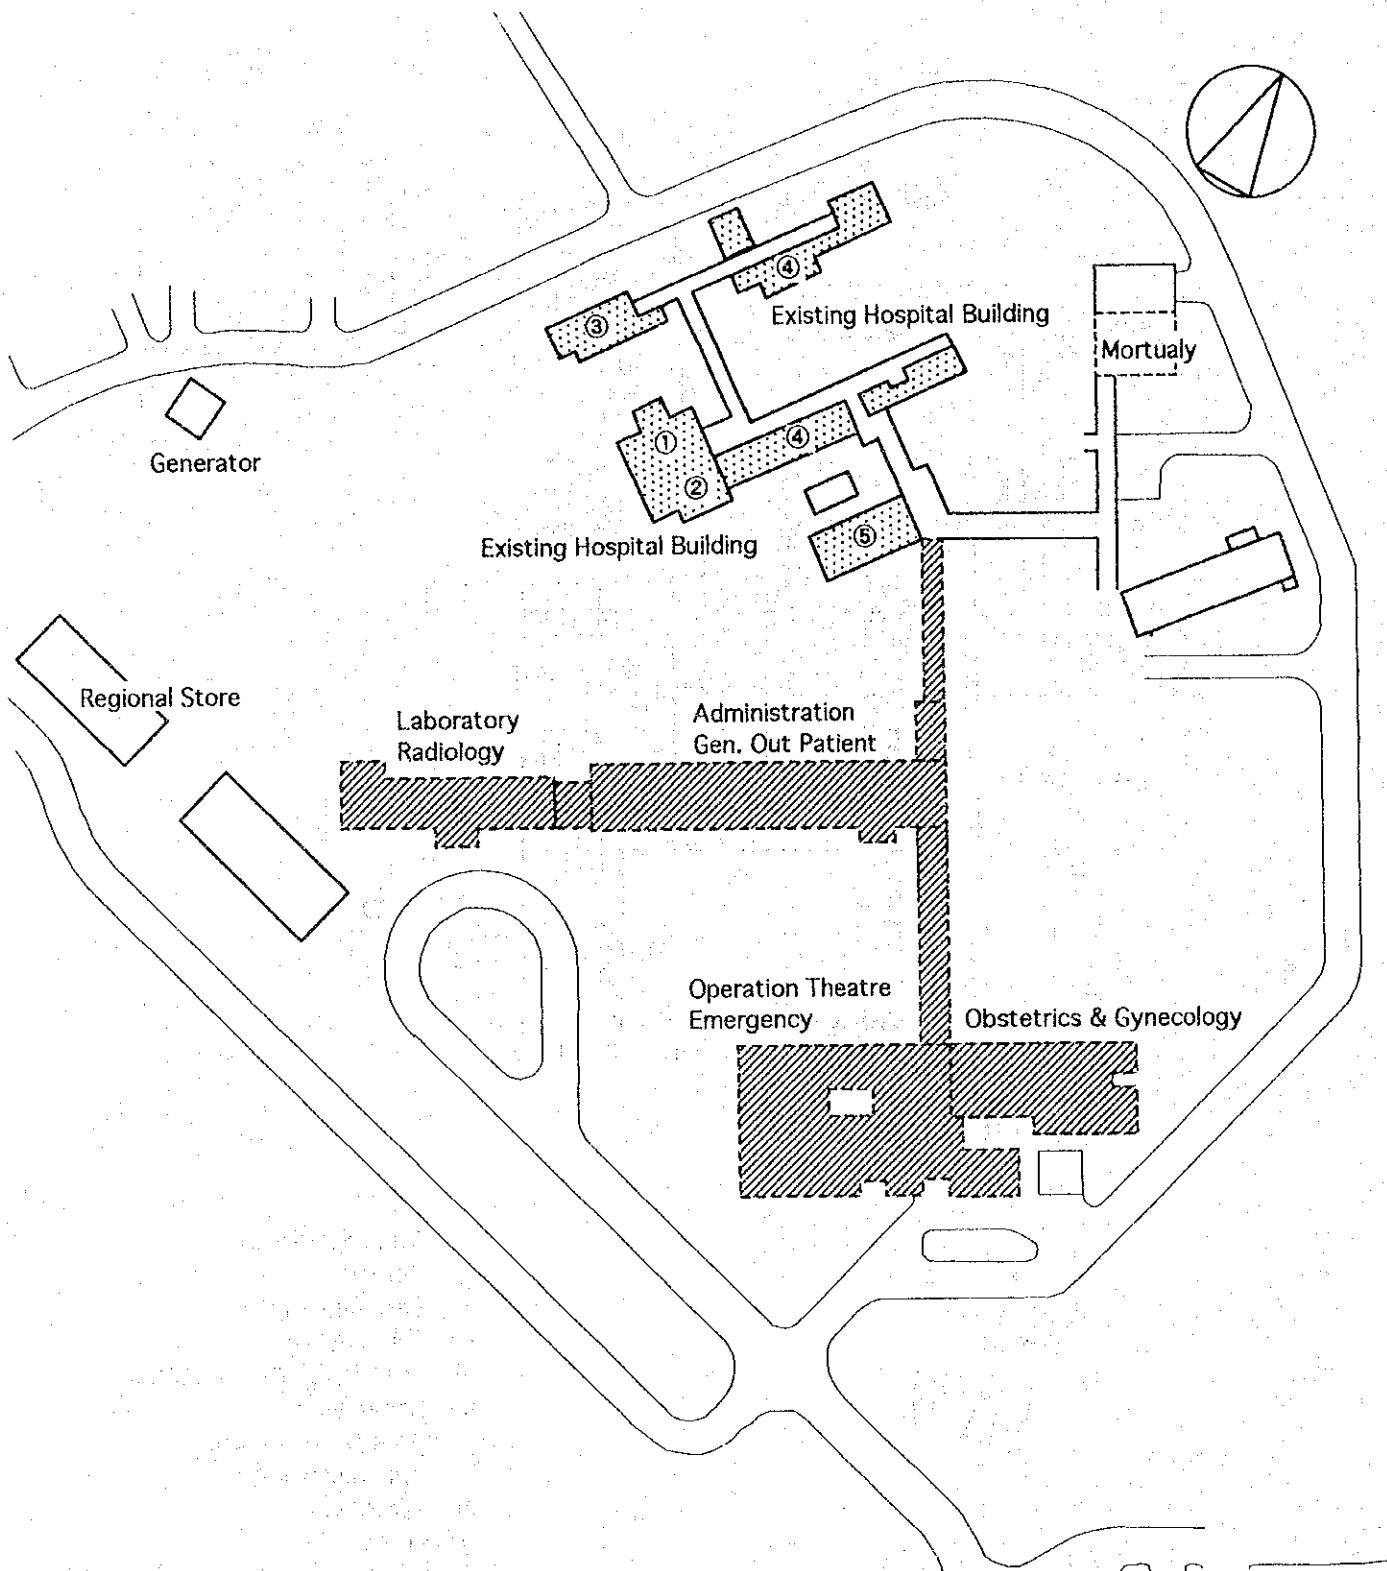 ④
Existing Hospital Building
③
Mortualy
①
④
Generator
②
⑤
Existing Hospital Building
Regional Store
Laboratory
Radiology
Administration
Gen. Out Patient
Operation Theatre
Emergency
Obstetrics & Gynecology